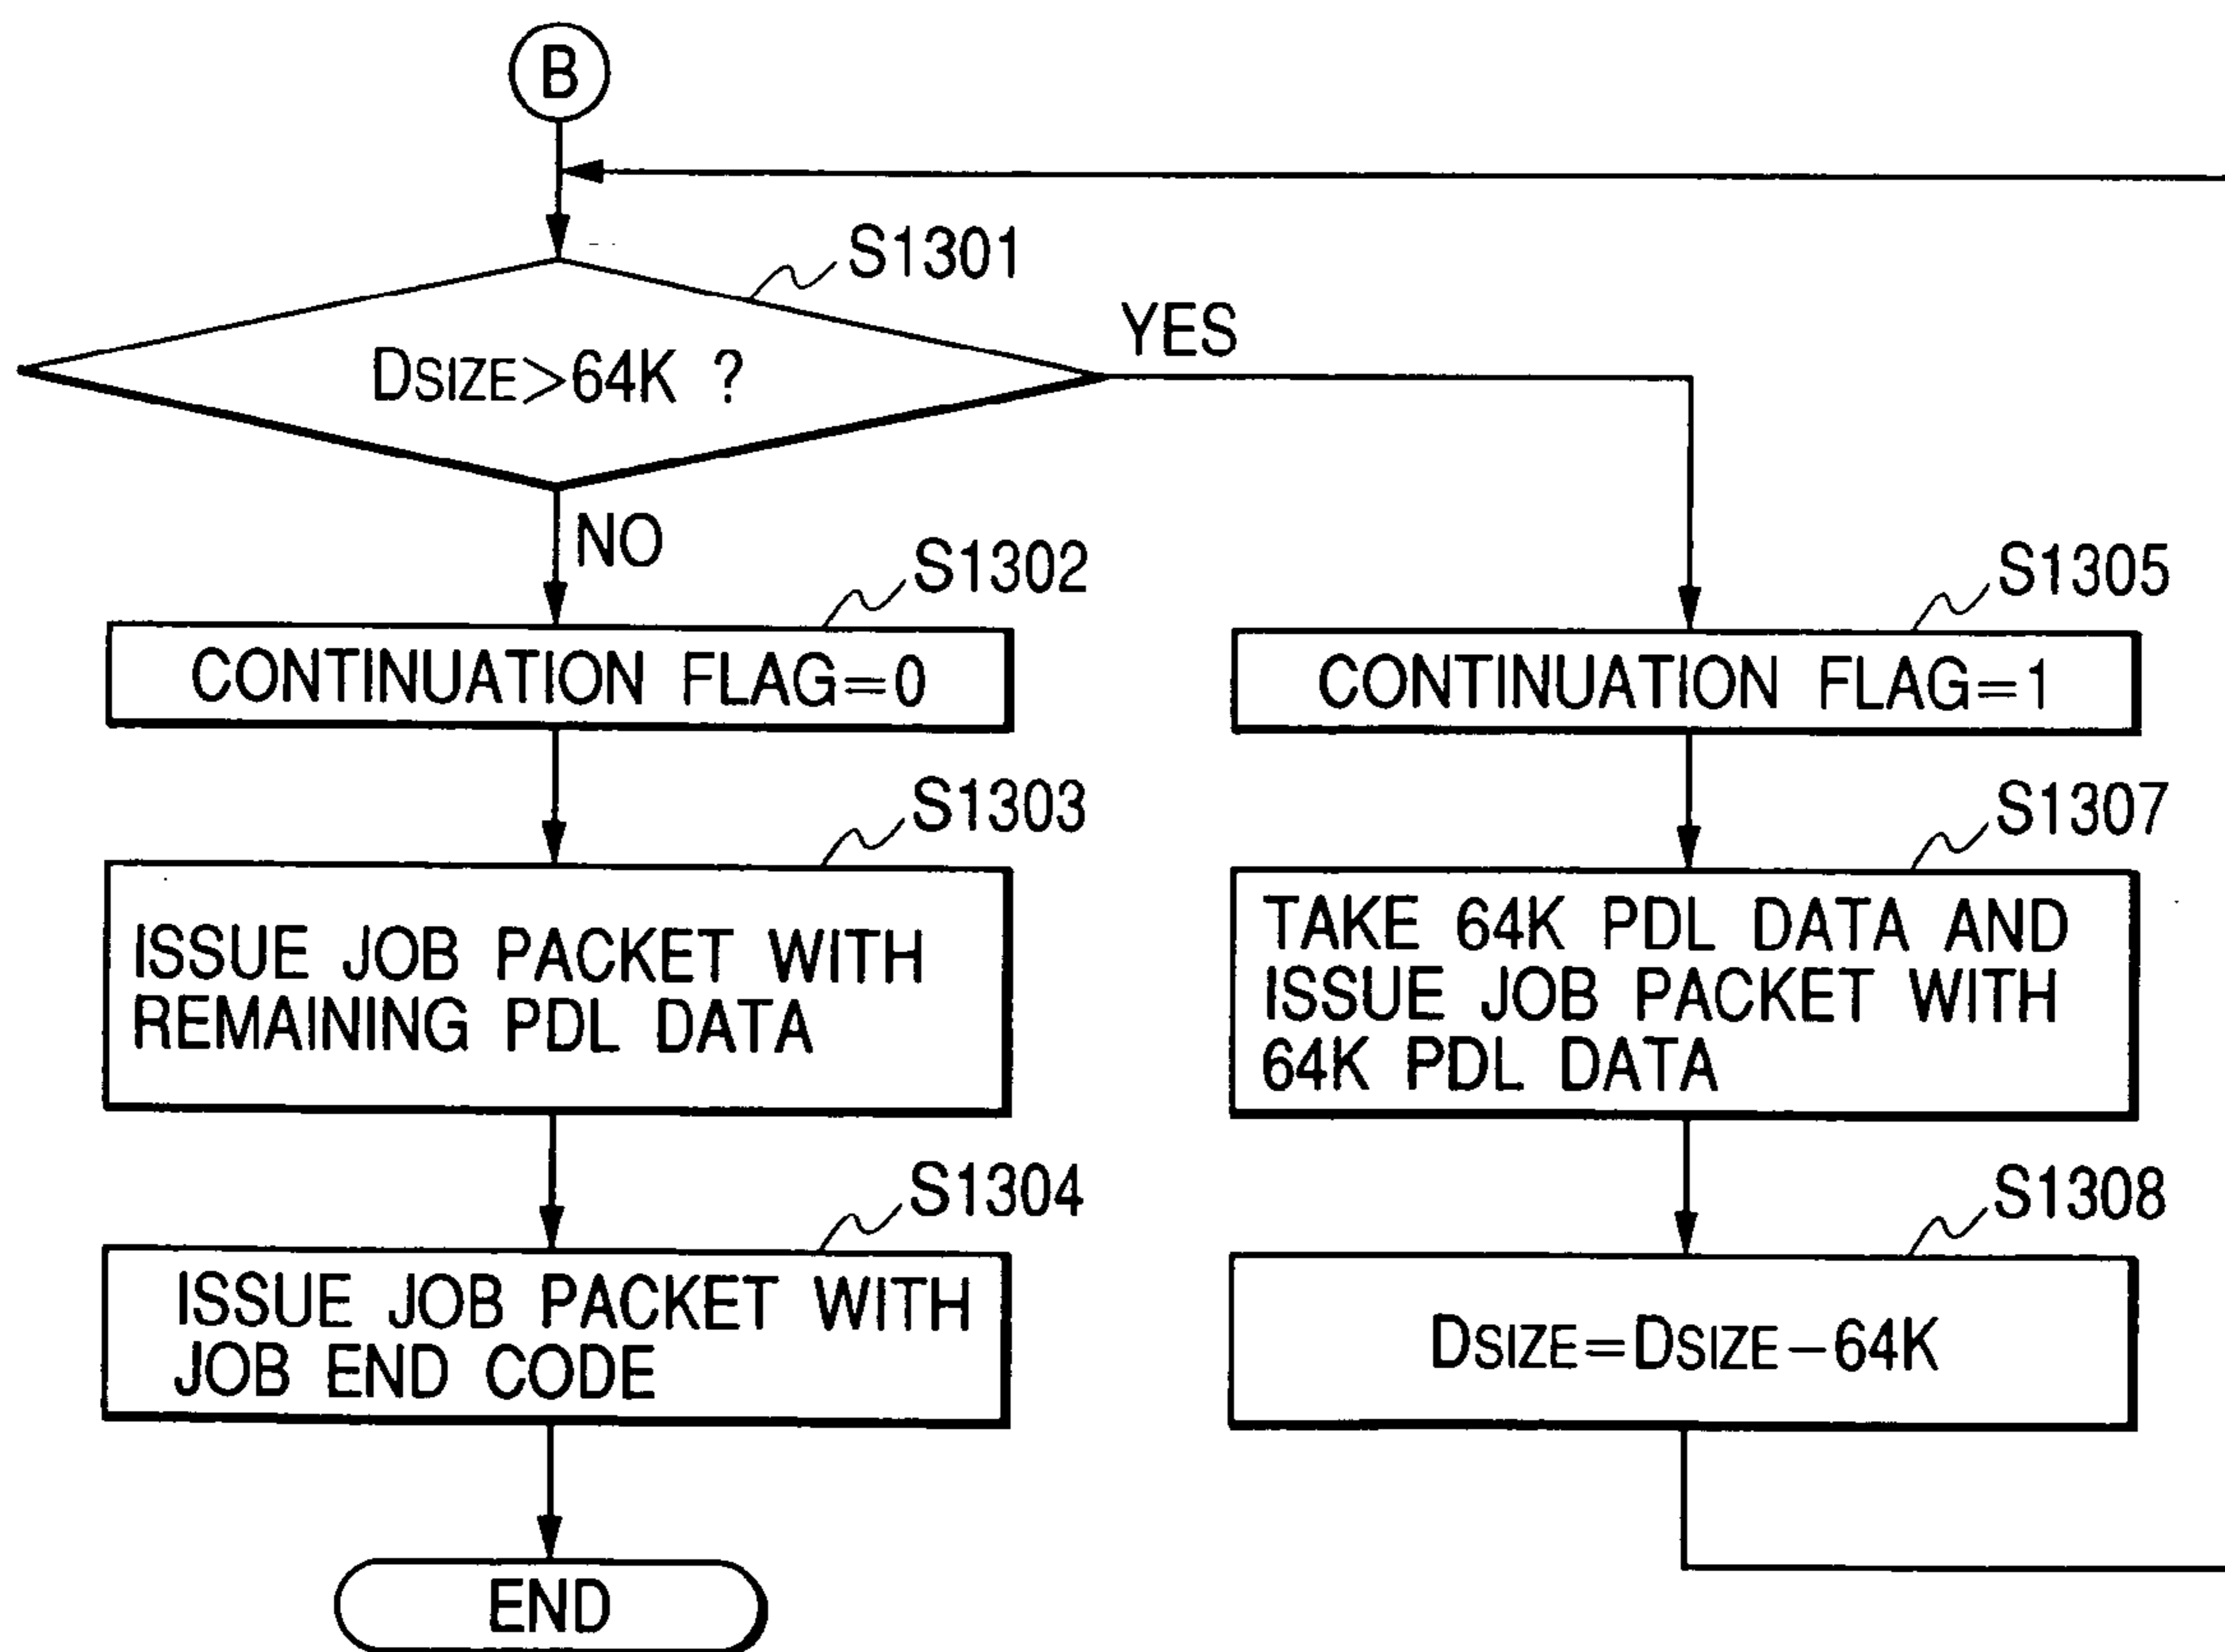 B
S1301
DSIZE>64K ?
YES
NO
S1302
CONTINUATION FLAG=0
S1303
ISSUE JOB PACKET WITH
REMAINING PDL DATA
S1304
ISSUE JOB PACKET WITH
JOB END CODE
END
S1305
CONTINUATION FLAG=1
S1307
TAKE 64K PDL DATA AND
ISSUE JOB PACKET WITH
64K PDL DATA
S1308
DSIZE=DSIZE−64K